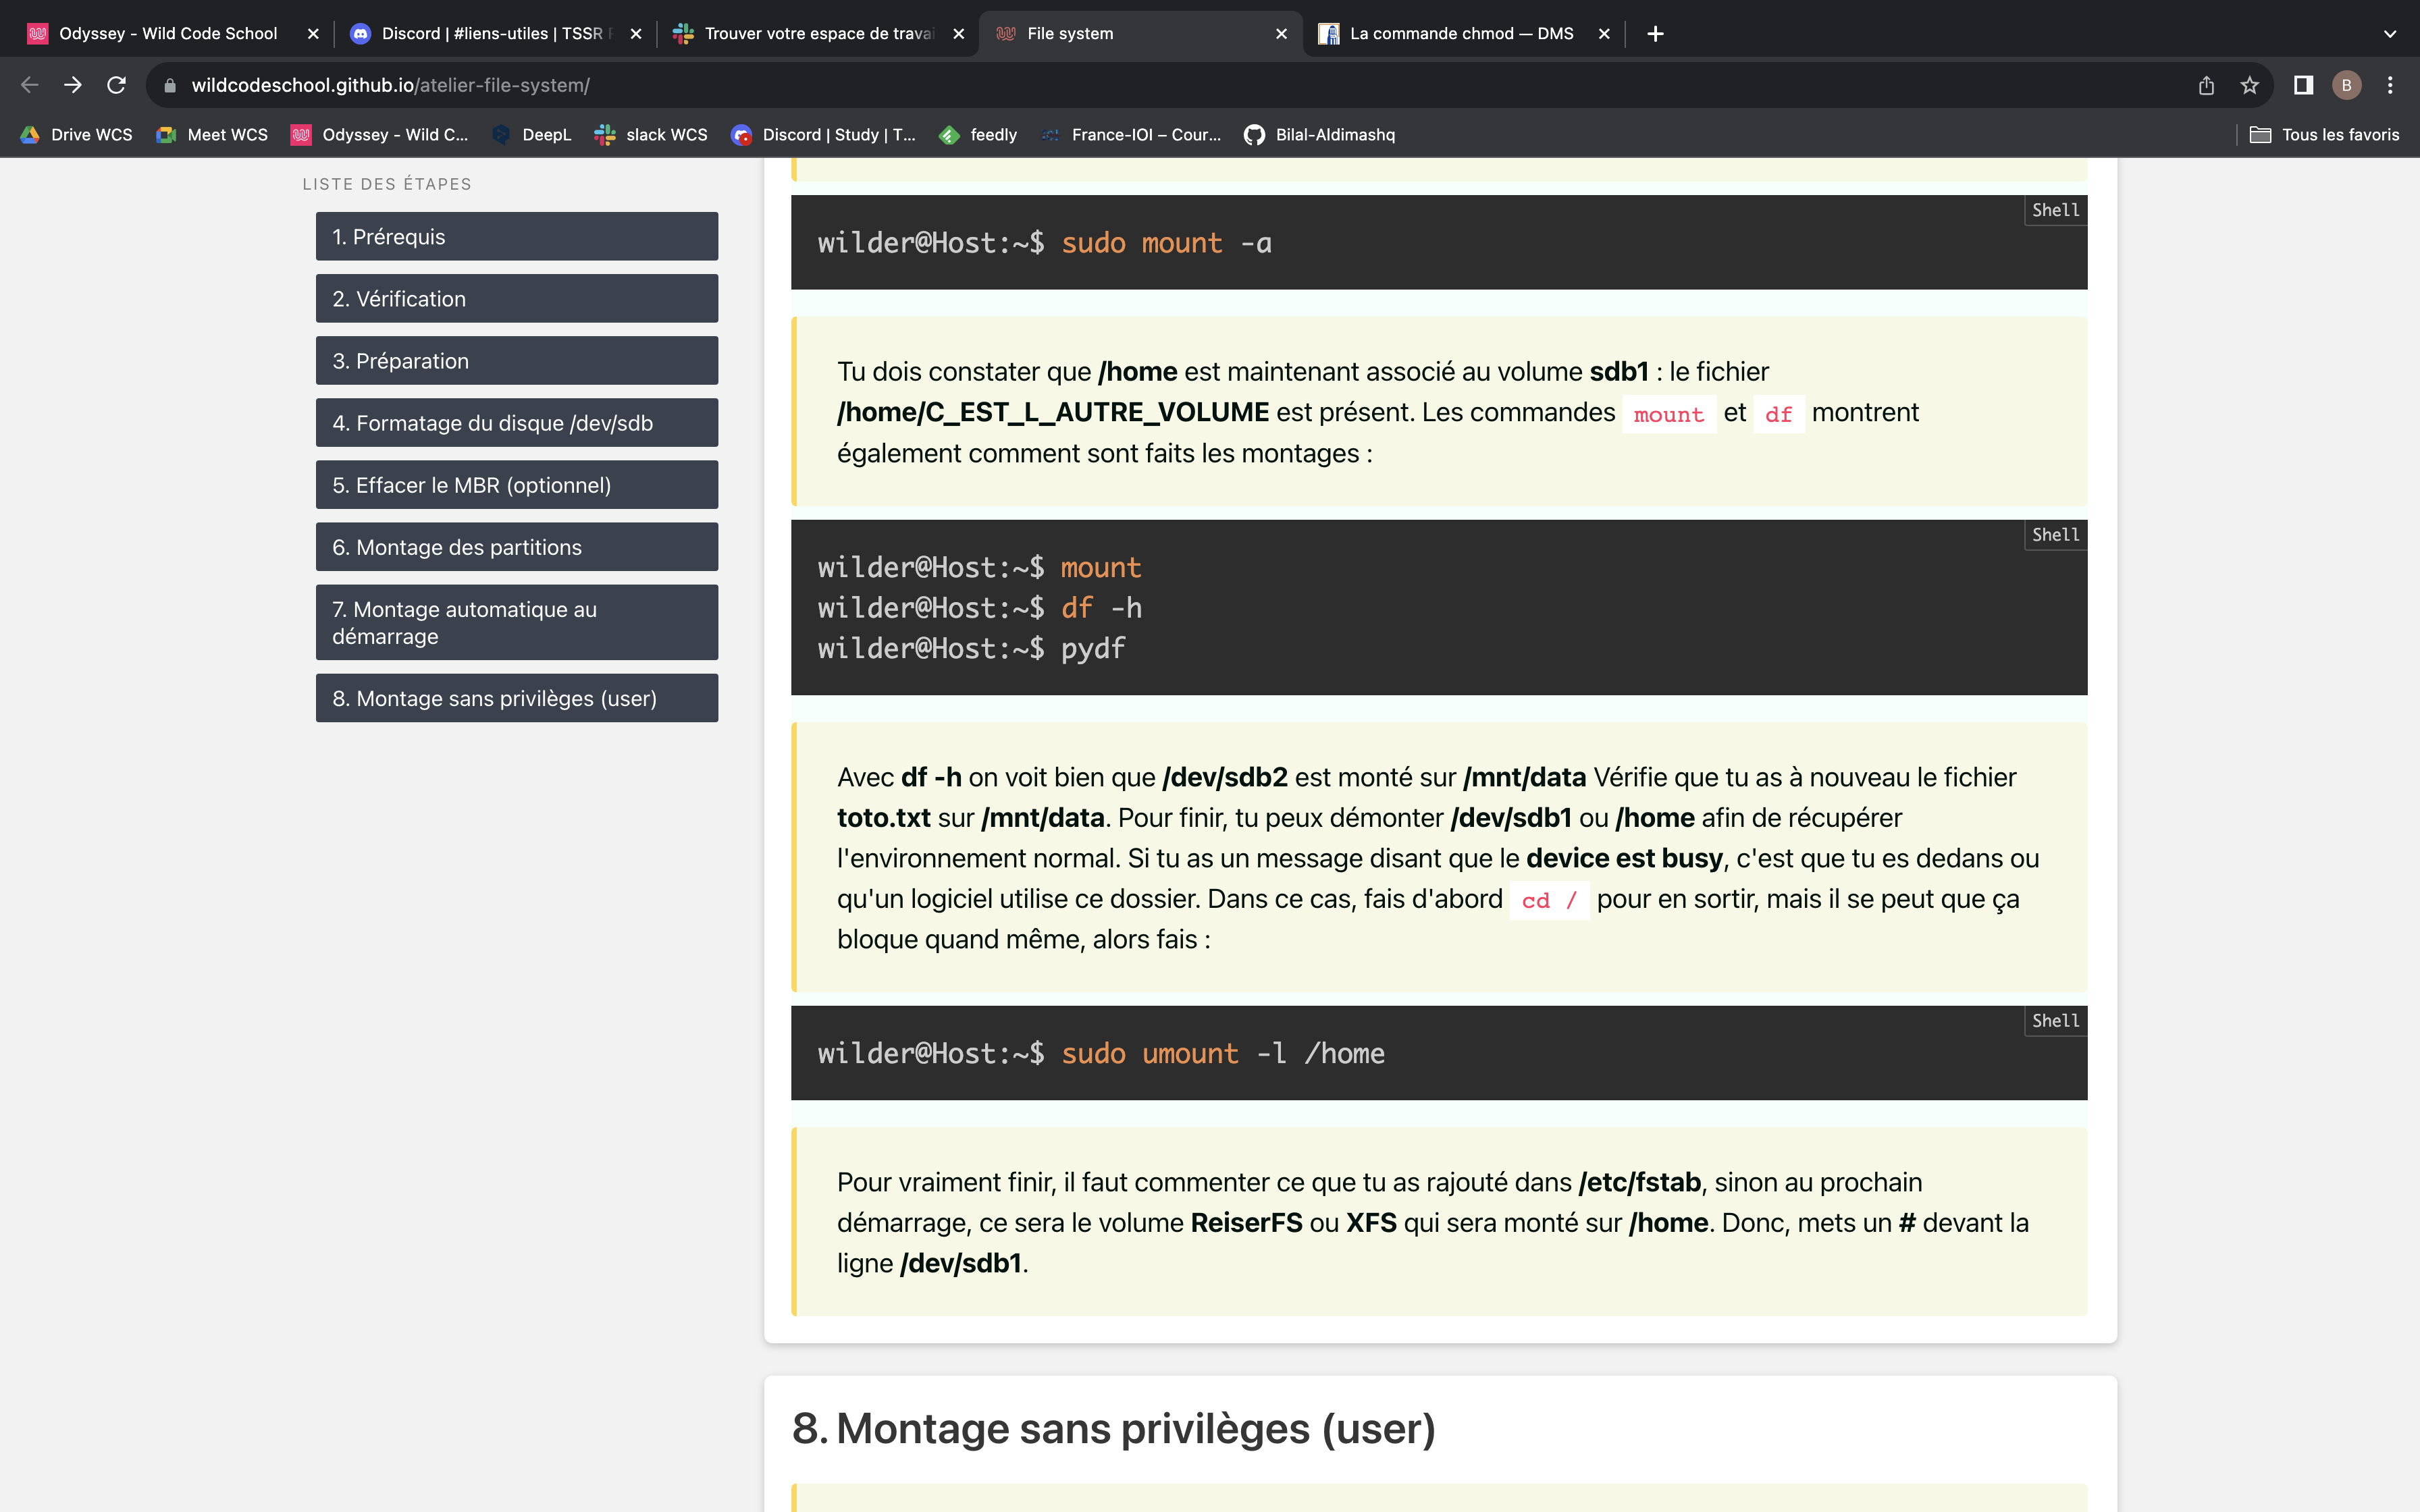 Odyssey - Wild Code School
Discord | #liens-utiles | TSSR
Trouver votre espace de travai
File system
La commande chmod — DMS
wildcodeschool.github.io/atelier-file-system/
B
Drive WCS
Meet WCS
Odyssey - Wild C...
DeepL
slack WCS
Discord | Study | T...
feedly
France-IOI – Cour...
Bilal-Aldimashq
Tous les favoris
LISTE DES ÉTAPES
1. Prérequis
2. Vérification
3. Préparation
4. Formatage du disque /dev/sdb
5. Effacer le MBR (optionnel)
6. Montage des partitions
7. Montage automatique au
démarrage
8. Montage sans privilèges (user)
Shell
wilder@Host:~$ sudo mount -a
Tu dois constater que /home est maintenant associé au volume sdb1 : le fichier
/home/C_EST_L_AUTRE_VOLUME est présent. Les commandes mount et df montrent
également comment sont faits les montages :
Shell
wilder@Host:~$ mount
wilder@Host:~$ df -h
wilder@Host:~$ pydf
Avec df -h on voit bien que /dev/sdb2 est monté sur /mnt/data Vérifie que tu as à nouveau le fichier
toto.txt sur /mnt/data. Pour finir, tu peux démonter /dev/sdb1 ou /home afin de récupérer
l'environnement normal. Si tu as un message disant que le device est busy, c'est que tu es dedans ou
qu'un logiciel utilise ce dossier. Dans ce cas, fais d'abord cd / pour en sortir, mais il se peut que ça
bloque quand même, alors fais :
Shell
wilder@Host:~$ sudo umount -l /home
Pour vraiment finir, il faut commenter ce que tu as rajouté dans /etc/fstab, sinon au prochain
démarrage, ce sera le volume ReiserFS ou XFS qui sera monté sur /home. Donc, mets un # devant la
ligne /dev/sdb1.
8. Montage sans privilèges (user)